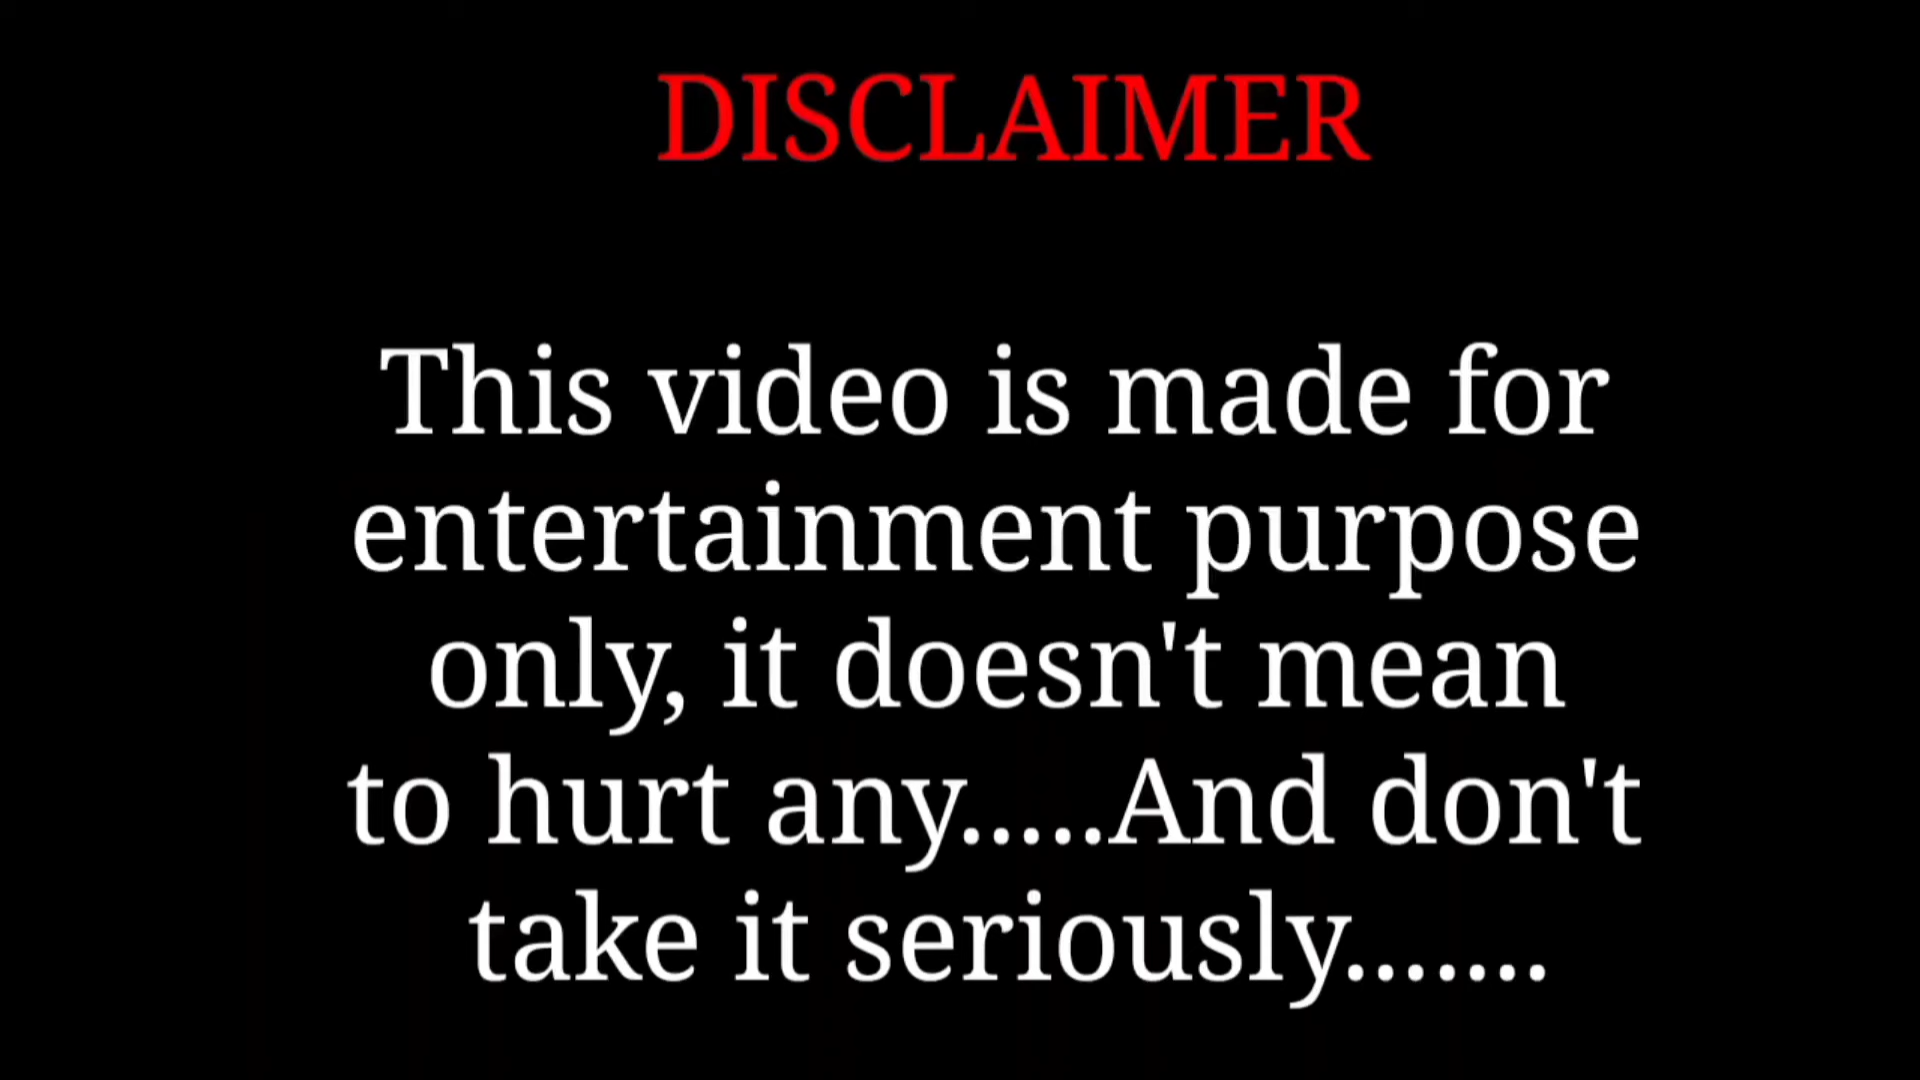 DISCLAIMER
This video is made for
entertainment purpose
only, it doesn't mean
to hurt any.....And don't
take it seriously.......